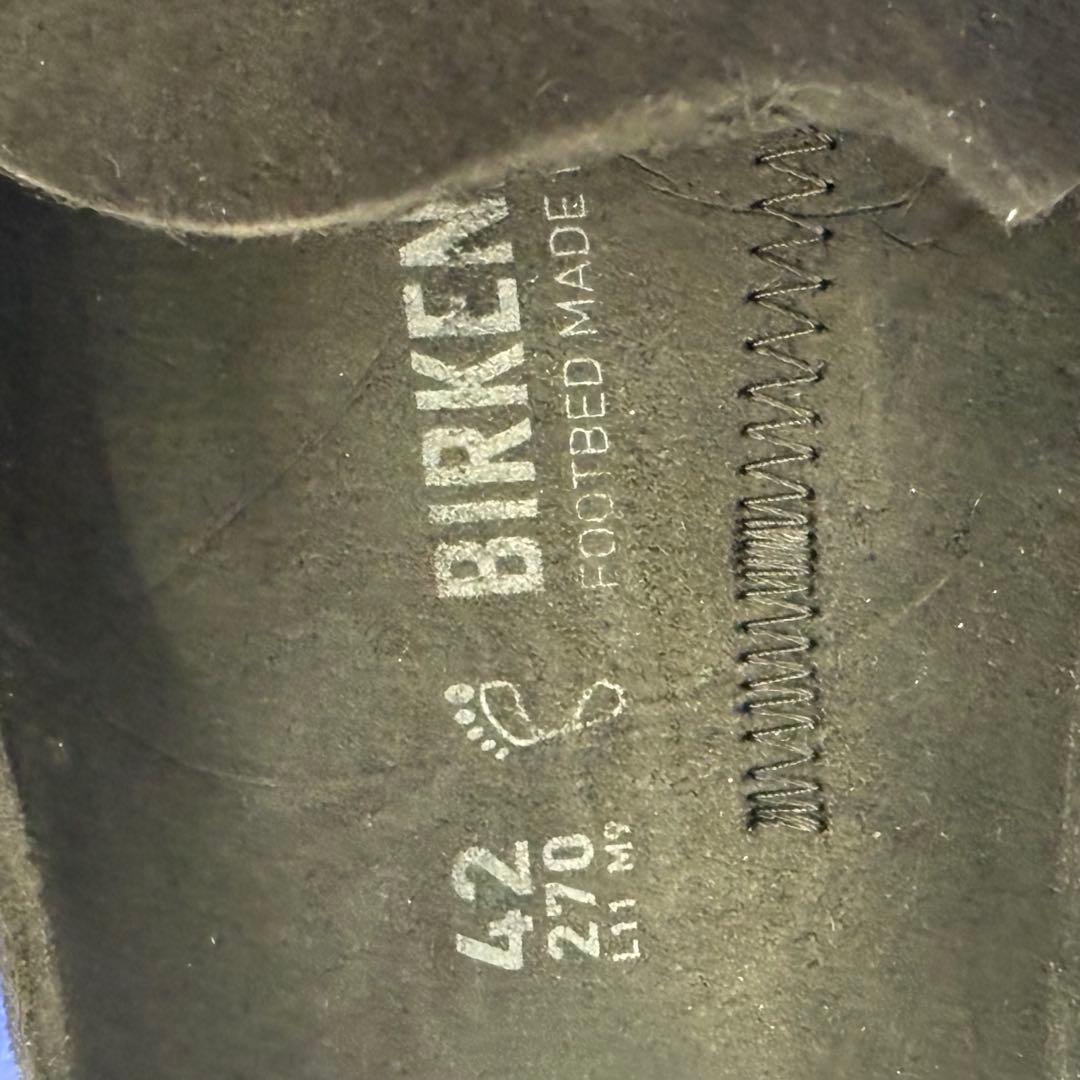 42
270
L11 M9
BIRKEN
FOOTBED MADE